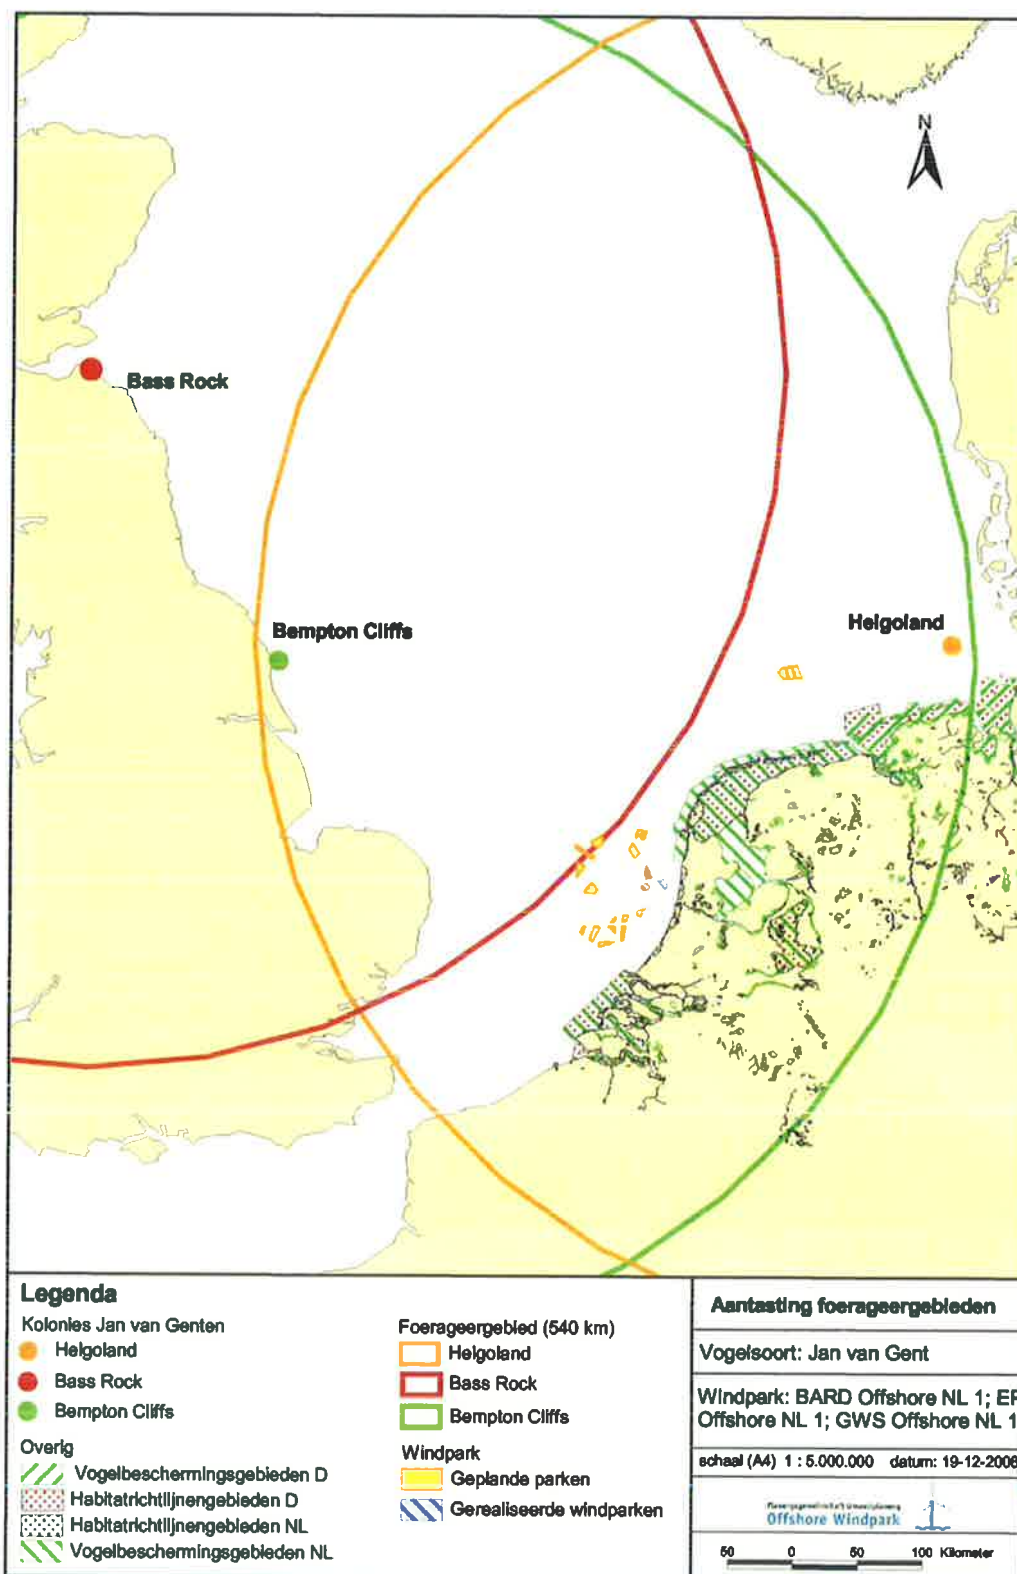 N
Bass Rock
Bempton Cliffs
Helgoland
Legenda
Kolonies Jan van Genten
Helgoland
Bass Rock
Bempton Cliffs
Overig
Vogelbeschermingsgebieden D
Habitatrichtlijnengebieden D
Habitatrichtlijnengebieden NL
Vogelbeschermingsgebieden NL
Foerageergebied (540 km)
Helgoland
Bass Rock
Bempton Cliffs
Windpark
Geplande parken
Gerealiseerde windparken
Aantasting foerageergebieden
Vogelsoort: Jan van Gent
Windpark: BARD Offshore NL 1; EP
Offshore NL 1; GWS Offshore NL 1
schaal (A4) 1 : 5.000.000 datum: 19-12-2008
Offshore Windpark
50 0 50 100 Kilometer